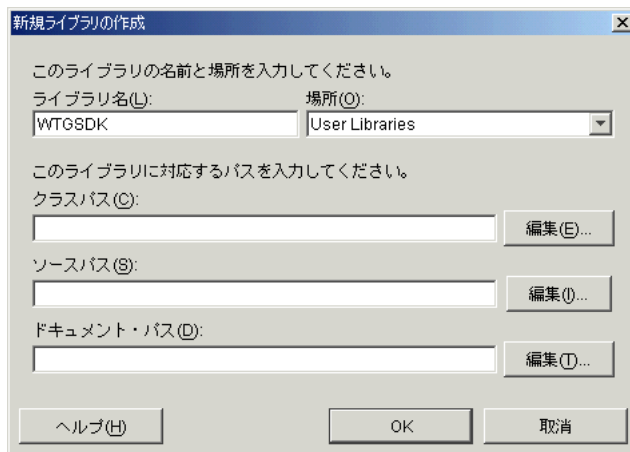 新規ライブラリの作成
このライブラリの名前と場所を入力してください。
ライブラリ名(L): 場所(O):
WTGSDK User Libraries
このライブラリに対応するパスを入力してください。
クラスパス(C):
編集(E)...
ソースパス(S):
編集(I)...
ドキュメント・パス(D):
編集(T)...
ヘルプ(H) OK 取消